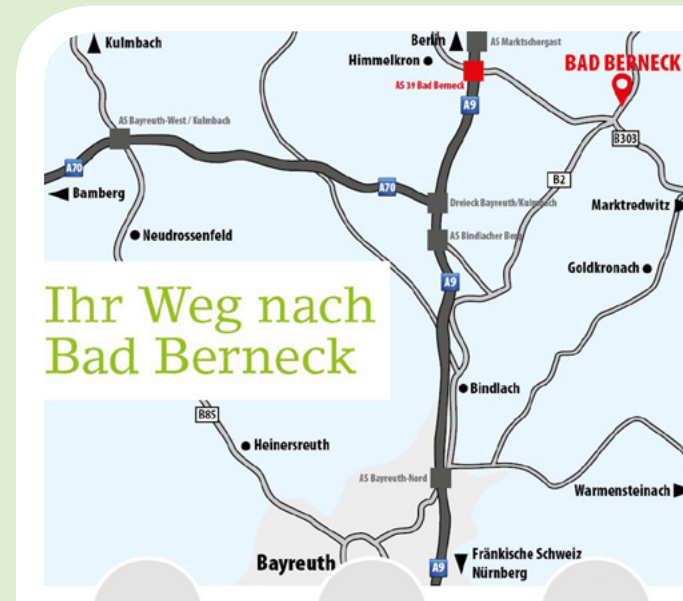 Kulmbach
Berlin
AS Marktschorgast
Himmelkron
BAD BERNECK
AS 39 Bad Berneck
A9
AS Bayreuth-West / Kulmbach
B303
A70
A70
B2
Bamberg
Dreieck Bayreuth/Kulmbach
Marktredwitz
Neudrossenfeld
AS Bindlacher Berg
Goldkronach
A9
Ihr Weg nach
Bad Berneck
Bindlach
B85
Heinersreuth
AS Bayreuth-Nord
Warmensteinach
Bayreuth
A9
Fränkische Schweiz
Nürnberg